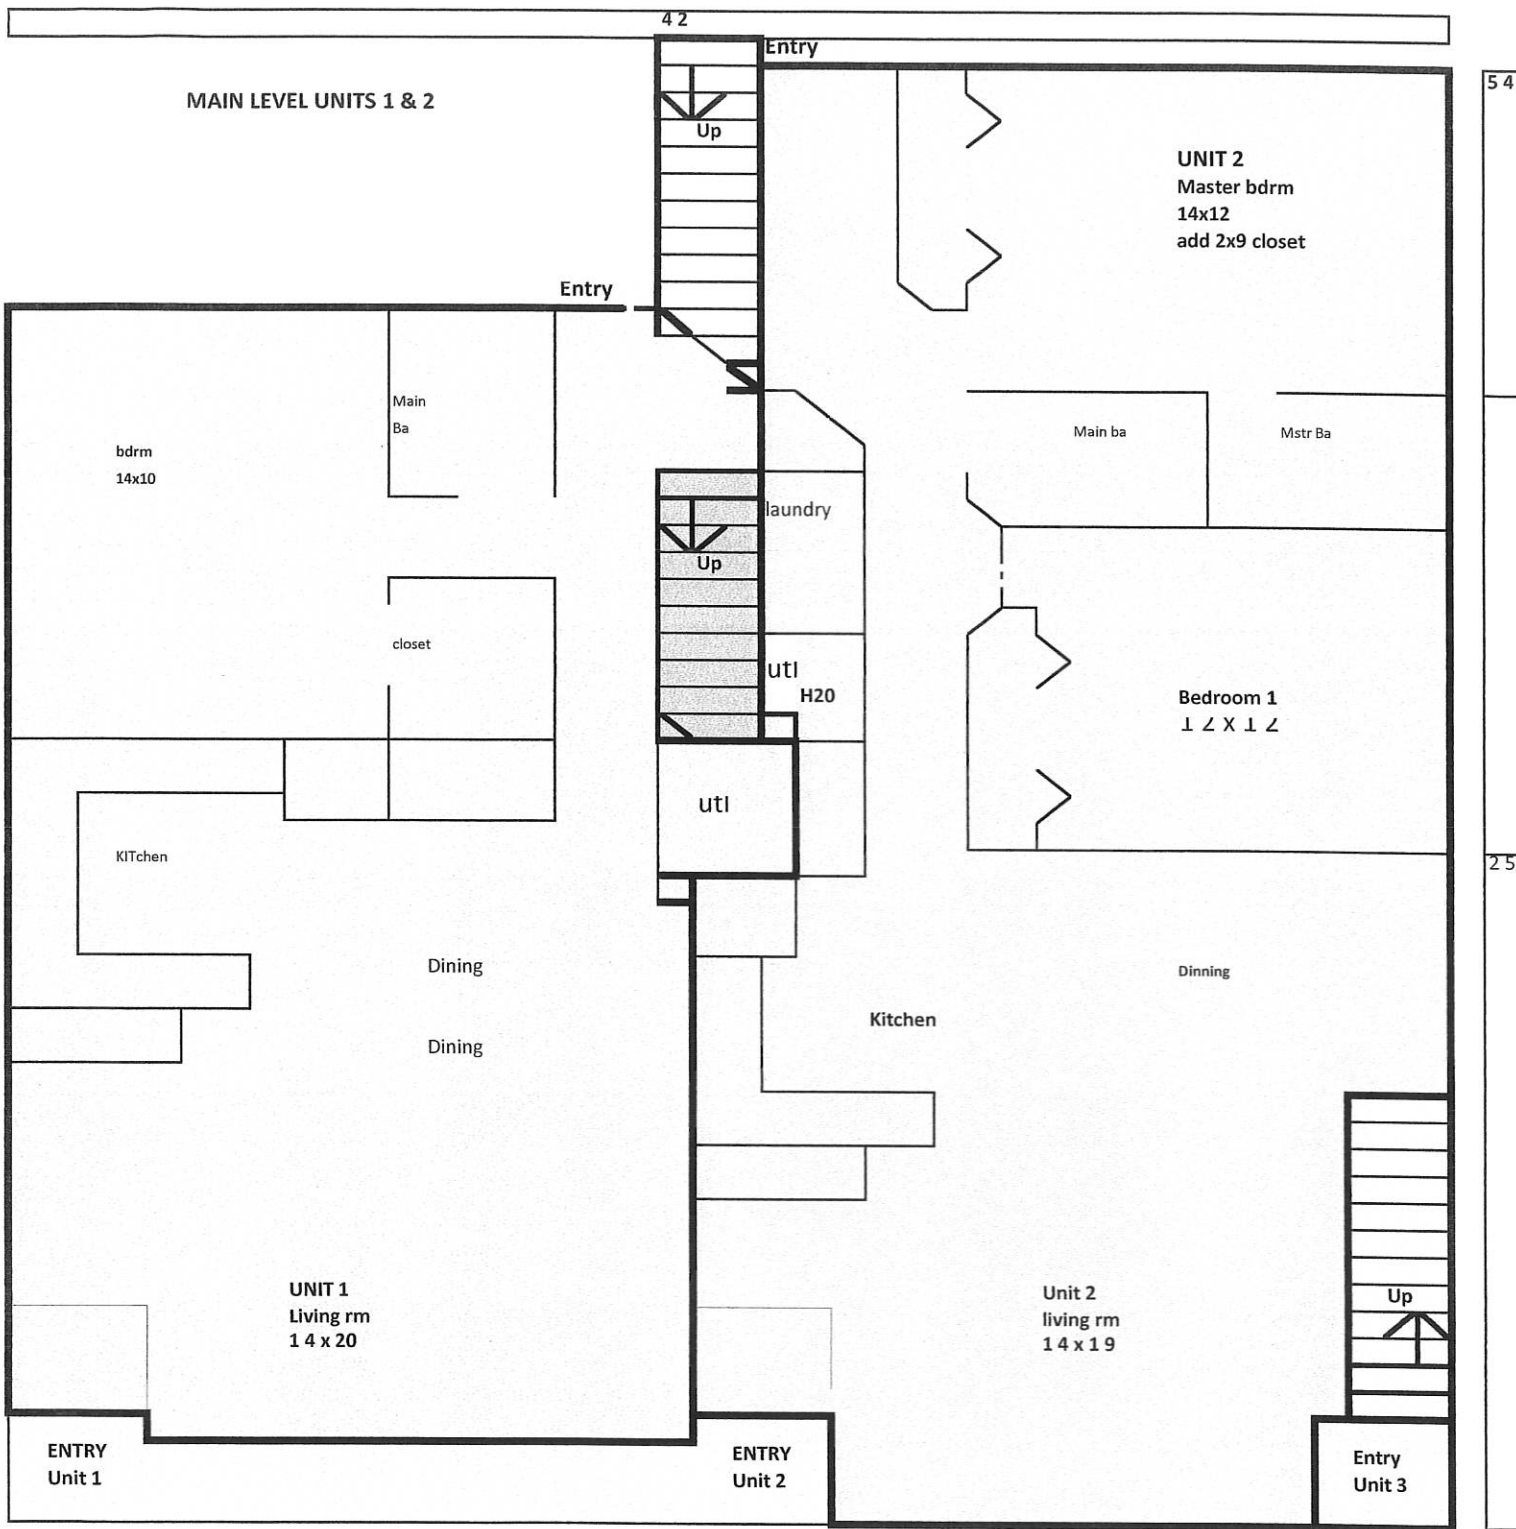 4 2
Entry
5 4
MAIN LEVEL UNITS 1 & 2
Up
UNIT 2
Master bdrm
14x12
add 2x9 closet
Entry
Main
Ba
bdrm
14x10
Main ba
Mstr Ba
laundry
Up
closet
utl
H20
Bedroom 1
1 2 x 1 2
utl
KITchen
2 5
Dining
Dinning
Kitchen
Dining
UNIT 1
Living rm
1 4 x 20
Unit 2
living rm
1 4 x 1 9
Up
ENTRY
Unit 1
ENTRY
Unit 2
Entry
Unit 3